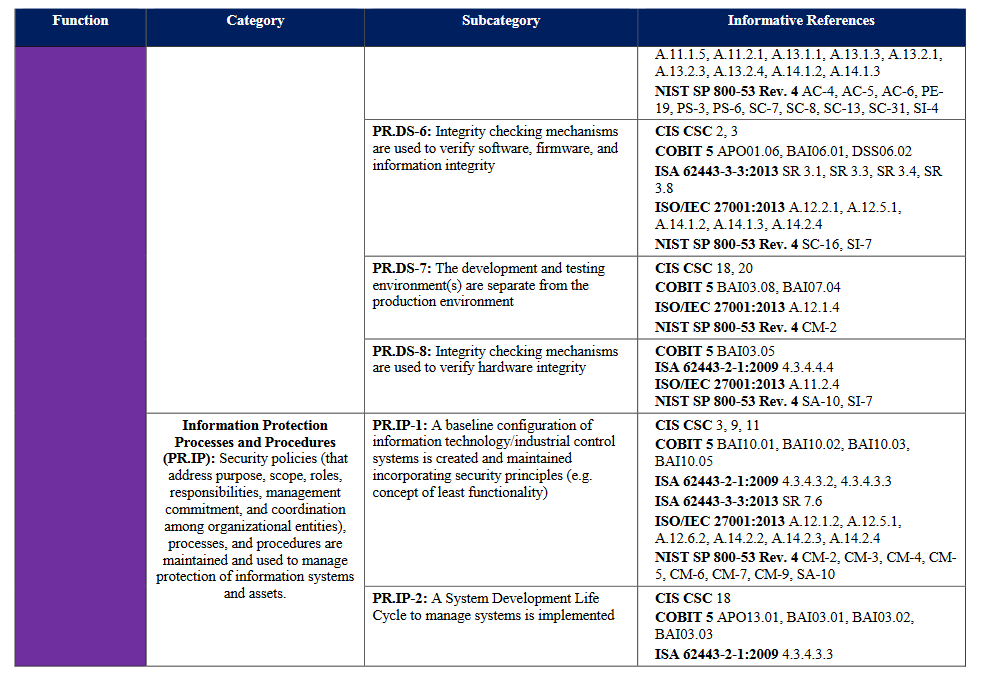 Function
Category
Subcategory
Informative References
A.11.1.5, A.11.2.1, A.13.1.1, A.13.1.3, A.13.2.1,
A.13.2.3, A.13.2.4, A.14.1.2, A.14.1.3
NIST SP 800-53 Rev. 4 AC-4, AC-5, AC-6, PE-
19, PS-3, PS-6, SC-7, SC-8, SC-13, SC-31, SI-4
PR.DS-6: Integrity checking mechanisms
are used to verify software, firmware, and
information integrity
CIS CSC 2, 3
COBIT 5 APO01.06, BAI06.01, DSS06.02
ISA 62443-3-3:2013 SR 3.1, SR 3.3, SR 3.4, SR
3.8
ISO/IEC 27001:2013 A.12.2.1, A.12.5.1,
A.14.1.2, A.14.1.3, A.14.2.4
NIST SP 800-53 Rev. 4 SC-16, SI-7
PR.DS-7: The development and testing
environment(s) are separate from the
production environment
CIS CSC 18, 20
COBIT 5 BAI03.08, BAI07.04
ISO/IEC 27001:2013 A.12.1.4
NIST SP 800-53 Rev. 4 CM-2
PR.DS-8: Integrity checking mechanisms
are used to verify hardware integrity
COBIT 5 BAI03.05
ISA 62443-2-1:2009 4.3.4.4.4
ISO/IEC 27001:2013 A.11.2.4
NIST SP 800-53 Rev. 4 SA-10, SI-7
Information Protection
Processes and Procedures
(PR.IP): Security policies (that
address purpose, scope, roles,
responsibilities, management
commitment, and coordination
among organizational entities),
processes, and procedures are
maintained and used to manage
protection of information systems
and assets.
PR.IP-1: A baseline configuration of
information technology/industrial control
systems is created and maintained
incorporating security principles (e.g.
concept of least functionality)
CIS CSC 3, 9, 11
COBIT 5 BAI10.01, BAI10.02, BAI10.03,
BAI10.05
ISA 62443-2-1:2009 4.3.4.3.2, 4.3.4.3.3
ISA 62443-3-3:2013 SR 7.6
ISO/IEC 27001:2013 A.12.1.2, A.12.5.1,
A.12.6.2, A.14.2.2, A.14.2.3, A.14.2.4
NIST SP 800-53 Rev. 4 CM-2, CM-3, CM-4, CM-
5, CM-6, CM-7, CM-9, SA-10
PR.IP-2: A System Development Life
Cycle to manage systems is implemented
CIS CSC 18
COBIT 5 APO13.01, BAI03.01, BAI03.02,
BAI03.03
ISA 62443-2-1:2009 4.3.4.3.3